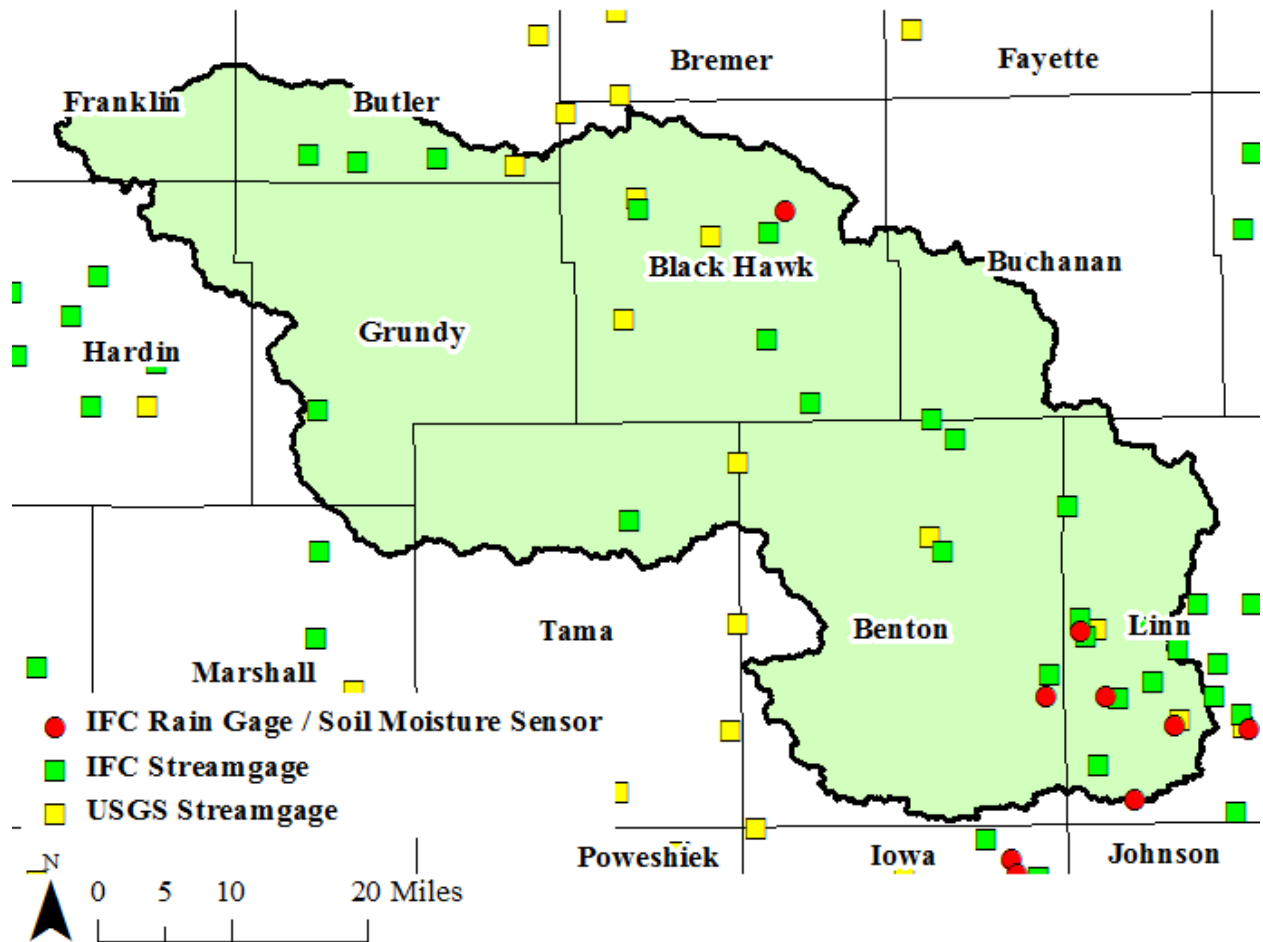 Bremer
Fayette
Franklin
Butler
Black Hawk
Buchanan
Grundy
Hardin
Tama
Benton
Linn
Marshall
IFC Rain Gage / Soil Moisture Sensor
IFC Streamgage
USGS Streamgage
Poweshiek
Iowa
Johnson
N
0 5 10 20 Miles